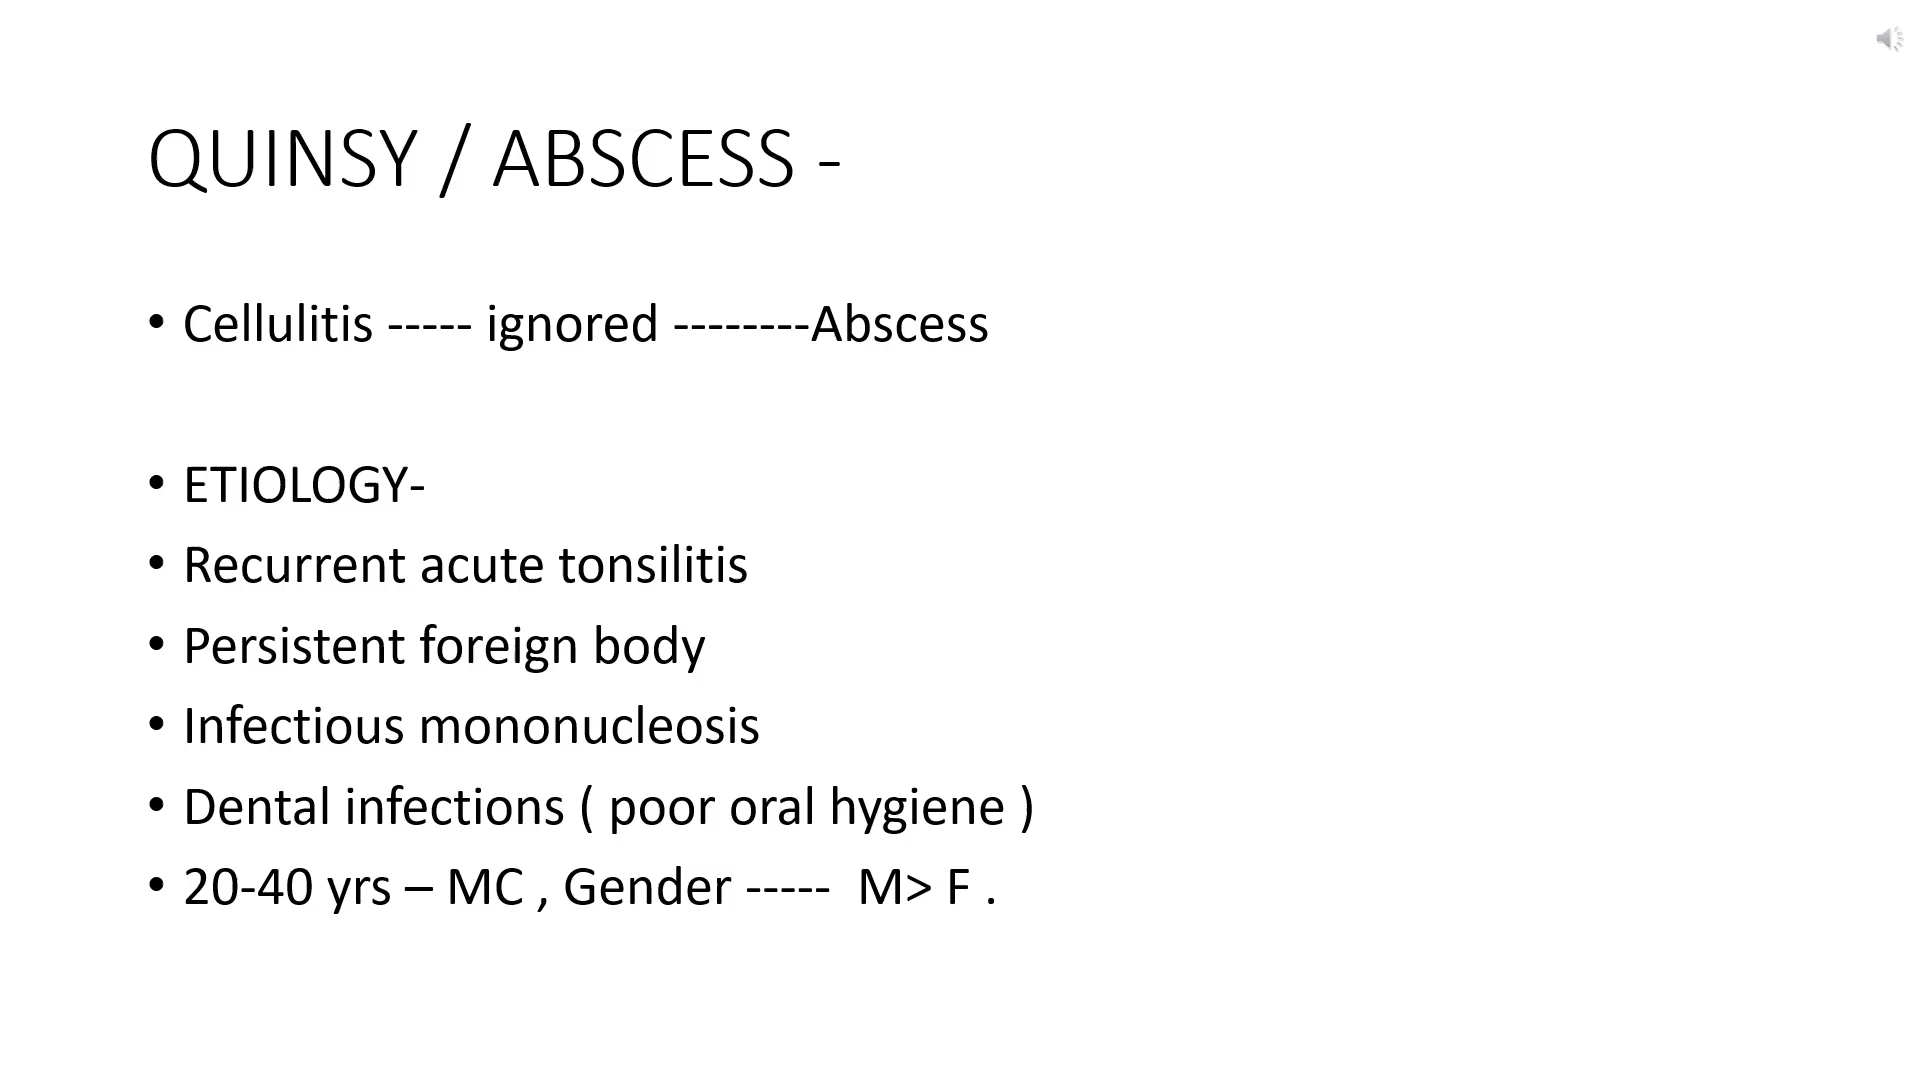 QUINSY / ABSCESS -
• Cellulitis ----- ignored --------Abscess
• ETIOLOGY-
• Recurrent acute tonsilitis
• Persistent foreign body
• Infectious mononucleosis
• Dental infections ( poor oral hygiene )
• 20-40 yrs – MC , Gender -----  M> F .